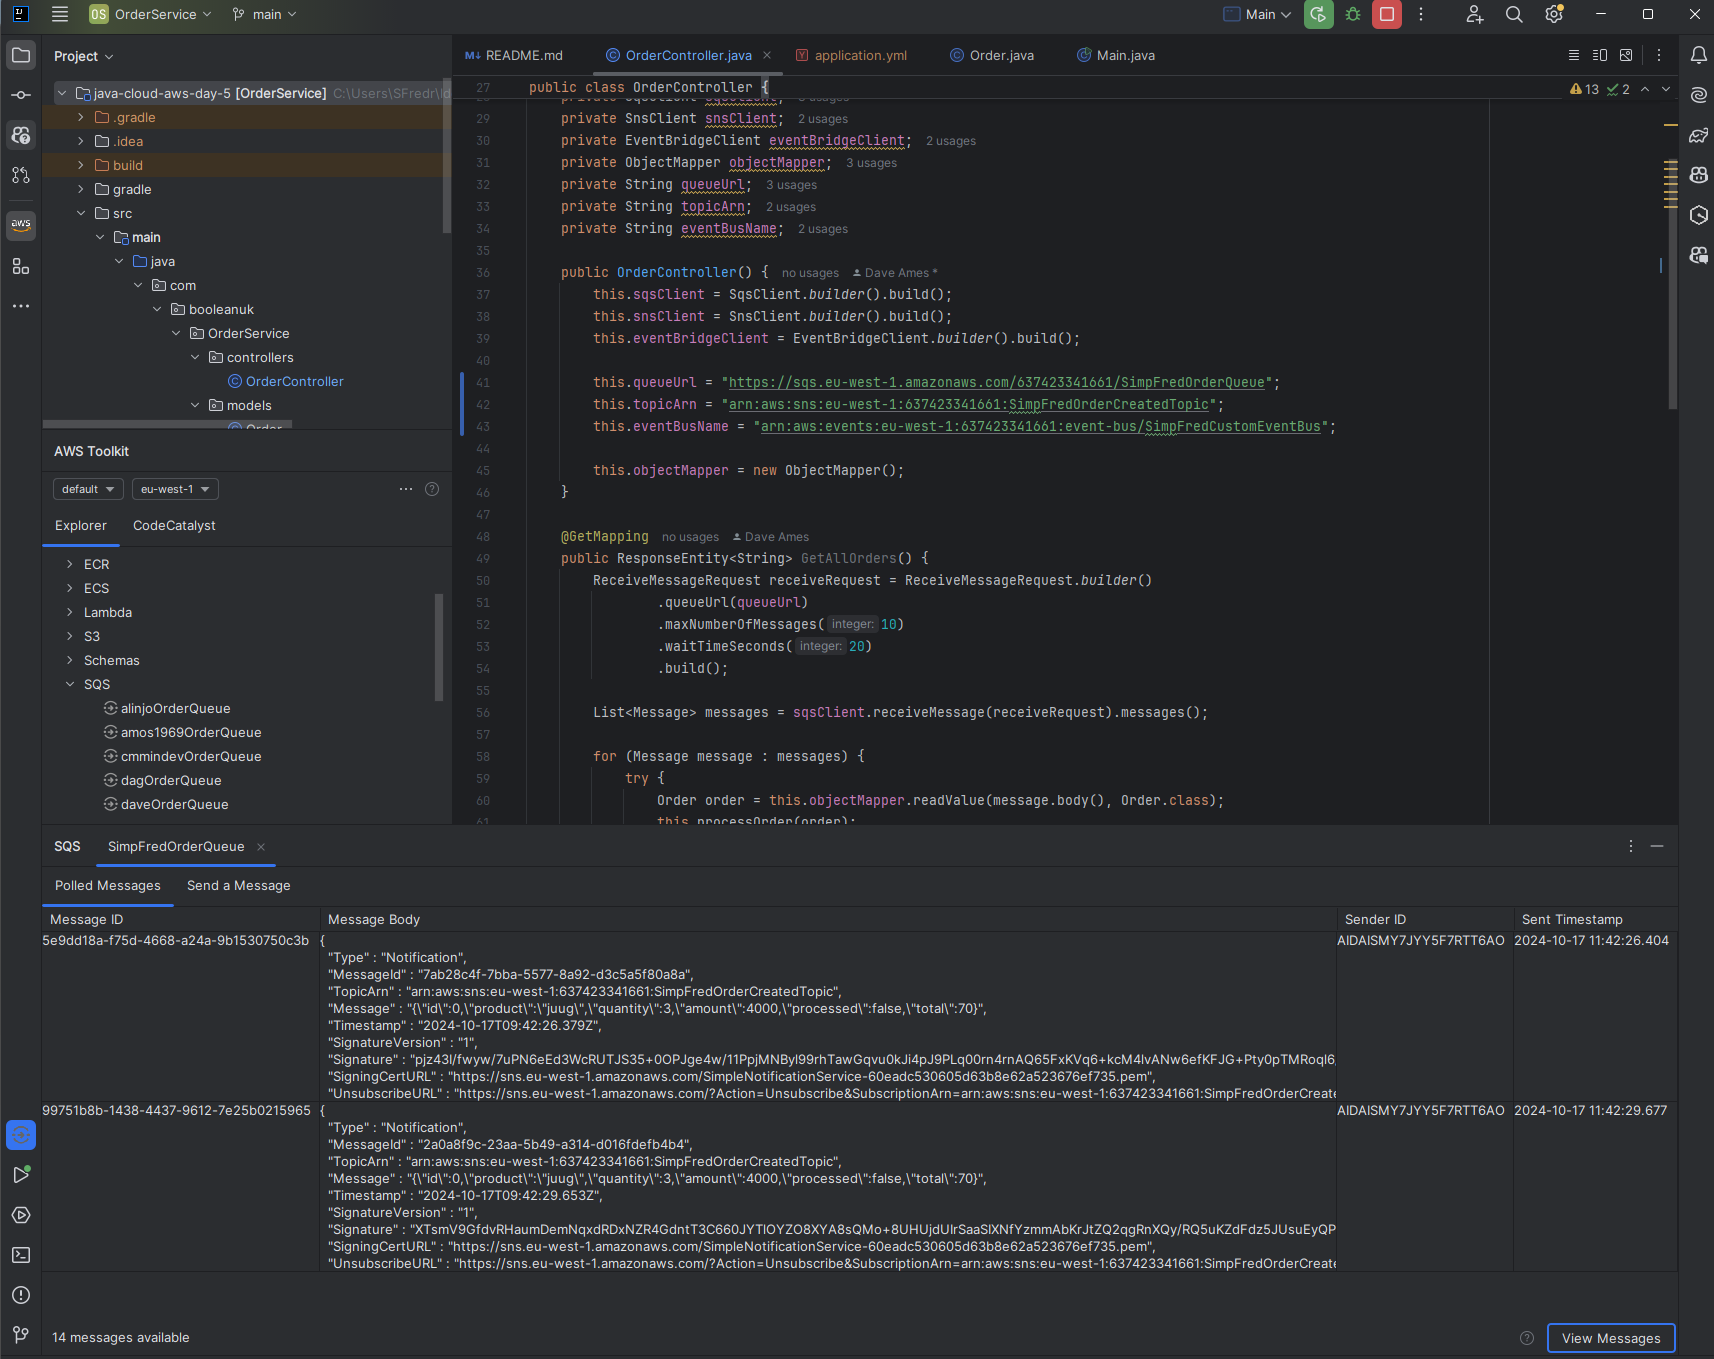 OS OrderService main Main
Project
java-cloud-aws-day-5 [OrderService] C:\Users\SFredr\Id
.gradle
.idea
build
gradle
src
main
java
com
booleanuk
OrderService
controllers
OrderController
models
Order
AWS Toolkit
default eu-west-1
Explorer CodeCatalyst
ECR
ECS
Lambda
S3
Schemas
SQS
alinjoOrderQueue
amos1969OrderQueue
cmmindevOrderQueue
dagOrderQueue
daveOrderQueue
aws
README.md OrderController.java application.yml Order.java Main.java
13 2
27 public class OrderController {
private SqsClient sqsClient; 3 usages
29 private SnsClient snsClient; 2 usages
30 private EventBridgeClient eventBridgeClient; 2 usages
31 private ObjectMapper objectMapper; 3 usages
32 private String queueUrl; 3 usages
33 private String topicArn; 2 usages
34 private String eventBusName; 2 usages
35
36 public OrderController() { no usages Dave Ames *
37 this.sqsClient = SqsClient.builder().build();
38 this.snsClient = SnsClient.builder().build();
39 this.eventBridgeClient = EventBridgeClient.builder().build();
40
41 this.queueUrl = "https://sqs.eu-west-1.amazonaws.com/637423341661/SimpFredOrderQueue";
42 this.topicArn = "arn:aws:sns:eu-west-1:637423341661:SimpFredOrderCreatedTopic";
43 this.eventBusName = "arn:aws:events:eu-west-1:637423341661:event-bus/SimpFredCustomEventBus";
44
45 this.objectMapper = new ObjectMapper();
46 }
47
48 @GetMapping no usages Dave Ames
49 public ResponseEntity<String> GetAllOrders() {
50 ReceiveMessageRequest receiveRequest = ReceiveMessageRequest.builder()
51 .queueUrl(queueUrl)
52 .maxNumberOfMessages( integer: 10)
53 .waitTimeSeconds( integer: 20)
54 .build();
55
56 List<Message> messages = sqsClient.receiveMessage(receiveRequest).messages();
57
58 for (Message message : messages) {
59 try {
60 Order order = this.objectMapper.readValue(message.body(), Order.class);
61 this.processOrder(order);
SQS SimpFredOrderQueue
Polled Messages Send a Message
Message ID Message Body Sender ID Sent Timestamp
5e9dd18a-f75d-4668-a24a-9b1530750c3b { AIDAISMY7JYY5F7RTT6AO 2024-10-17 11:42:26.404
"Type" : "Notification",
"MessageId" : "7ab28c4f-7bba-5577-8a92-d3c5a5f80a8a",
"TopicArn" : "arn:aws:sns:eu-west-1:637423341661:SimpFredOrderCreatedTopic",
"Message" : "{\"id\":0,\"product\":\"juug\",\"quantity\":3,\"amount\":4000,\"processed\":false,\"total\":70}",
"Timestamp" : "2024-10-17T09:42:26.379Z",
"SignatureVersion" : "1",
"Signature" : "pjz43I/fwyw/7uPN6eEd3WcRUTJS35+0OPJge4w/11PpjMNByl99rhTawGqvu0kJi4pJ9PLq00rn4rnAQ65FxKVq6+kcM4lvANw6efKFJG+Pty0pTMRoql6
"SigningCertURL" : "https://sns.eu-west-1.amazonaws.com/SimpleNotificationService-60eadc530605d63b8e62a523676ef735.pem",
"UnsubscribeURL" : "https://sns.eu-west-1.amazonaws.com/?Action=Unsubscribe&SubscriptionArn=arn:aws:sns:eu-west-1:637423341661:SimpFredOrderCreate
99751b8b-1438-4437-9612-7e25b0215965 { AIDAISMY7JYY5F7RTT6AO 2024-10-17 11:42:29.677
"Type" : "Notification",
"MessageId" : "2a0a8f9c-23aa-5b49-a314-d016fdefb4b4",
"TopicArn" : "arn:aws:sns:eu-west-1:637423341661:SimpFredOrderCreatedTopic",
"Message" : "{\"id\":0,\"product\":\"juug\",\"quantity\":3,\"amount\":4000,\"processed\":false,\"total\":70}",
"Timestamp" : "2024-10-17T09:42:29.653Z",
"SignatureVersion" : "1",
"Signature" : "XTsmV9GfdvRHaumDemNqxdRDxNZR4GdntT3C660JYTlOYZO8XYA8sQMo+8UHUjdUlrSaaSlXNfYzmmAbKrJtZQ2qgRnXQy/RQ5uKZdFdz5JUsuEyQP
"SigningCertURL" : "https://sns.eu-west-1.amazonaws.com/SimpleNotificationService-60eadc530605d63b8e62a523676ef735.pem",
"UnsubscribeURL" : "https://sns.eu-west-1.amazonaws.com/?Action=Unsubscribe&SubscriptionArn=arn:aws:sns:eu-west-1:637423341661:SimpFredOrderCreate
14 messages available View Messages